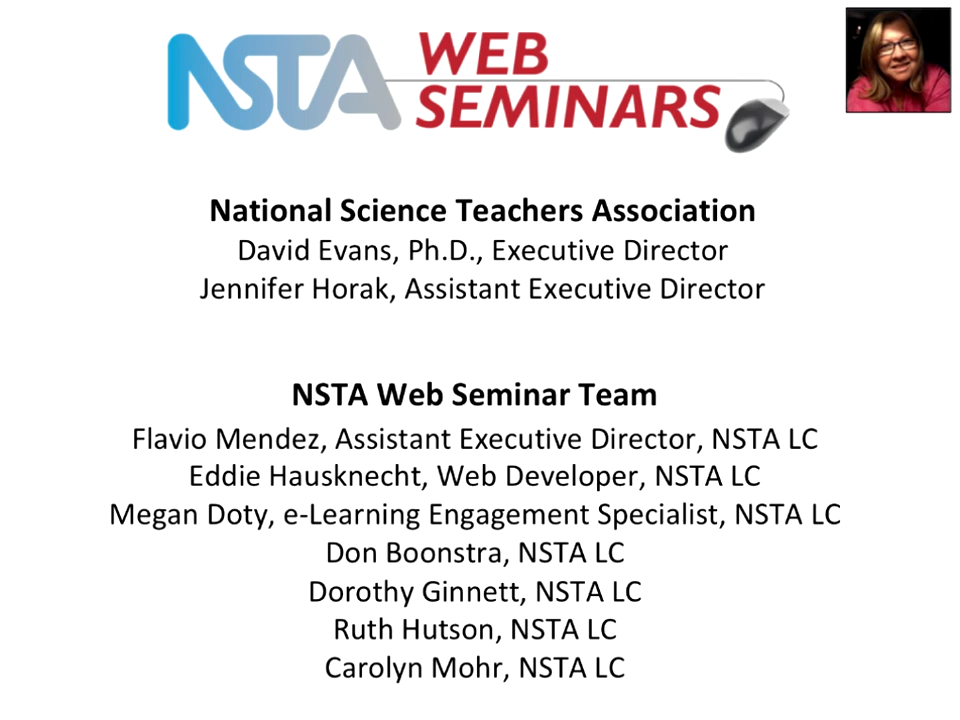 NSTA WEB
SEMINARS
National Science Teachers Association
David Evans, Ph.D., Executive Director
Jennifer Horak, Assistant Executive Director
NSTA Web Seminar Team
Flavio Mendez, Assistant Executive Director, NSTA LC
Eddie Hausknecht, Web Developer, NSTA LC
Megan Doty, e-Learning Engagement Specialist, NSTA LC
Don Boonstra, NSTA LC
Dorothy Ginnett, NSTA LC
Ruth Hutson, NSTA LC
Carolyn Mohr, NSTA LC